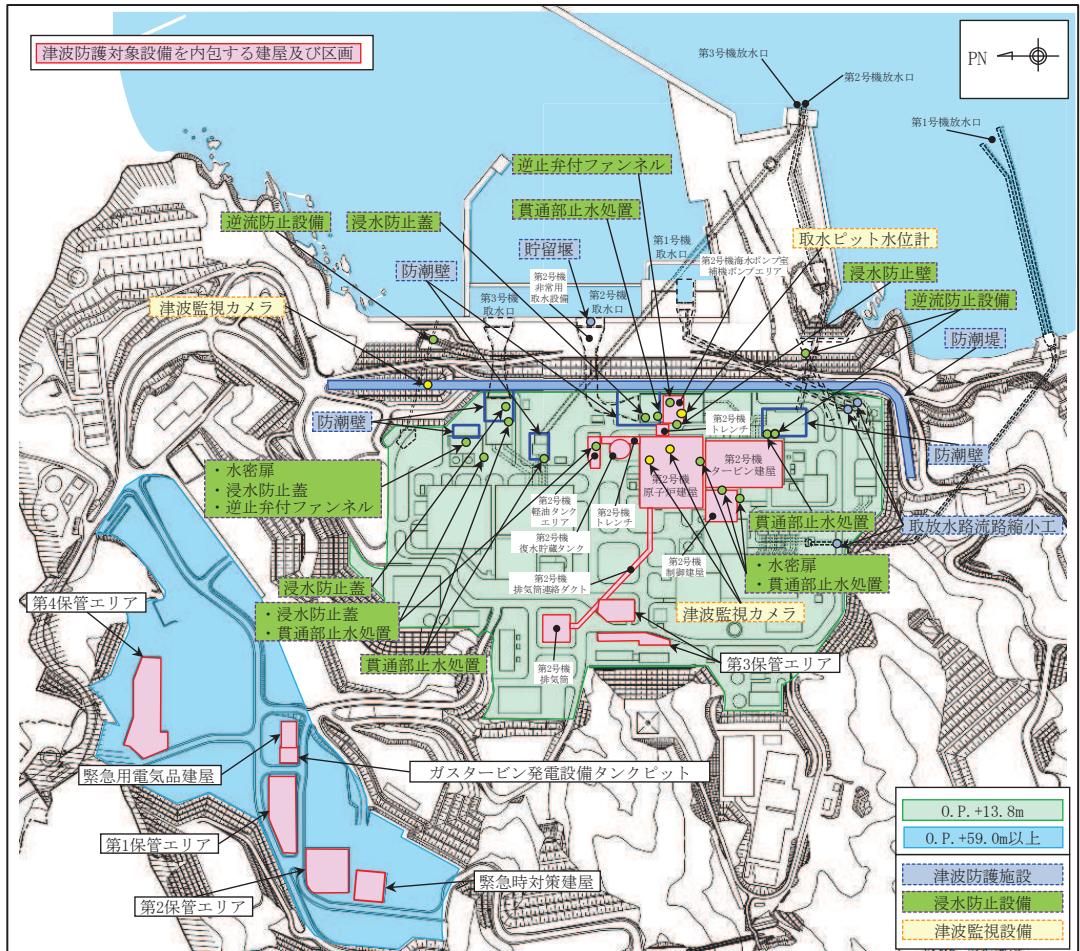 津波防護対象設備を内包する建屋及び区画
PN
第3号機放水口
第2号機放水口
第1号機放水口
逆止弁付ファンネル
貫通部止水処置
逆流防止設備
浸水防止蓋
貯留堰
防潮壁
津波監視カメラ
第3号機
取水口
第2号機
非常用
取水設備
第2号機
取水口
第1号機
取水口
第2号機海水ポンプ室
補機ポンプエリア
取水ピット水位計
浸水防止壁
逆流防止設備
防潮堤
防潮壁
・水密扉
・浸水防止蓋
・逆止弁付ファンネル
第2号機
トレンチ
第2号機
タービン建屋
第2号機
原子炉建屋
防潮壁
第2号機
軽油タンク
エリア
第2号機
トレンチ
第2号機
復水貯蔵タンク
第2号機
排気筒連絡ダクト
第2号機
制御建屋
貫通部止水処置
取放水路流路縮小工
・水密扉
・貫通部止水処置
浸水防止蓋
・浸水防止蓋
・貫通部止水処置
貫通部止水処置
津波監視カメラ
第4保管エリア
第2号機
排気筒
第3保管エリア
緊急用電気品建屋
ガスタービン発電設備タンクピット
第1保管エリア
第2保管エリア
緊急時対策建屋
O.P.+13.8m
O.P.+59.0m以上
津波防護施設
浸水防止設備
津波監視設備